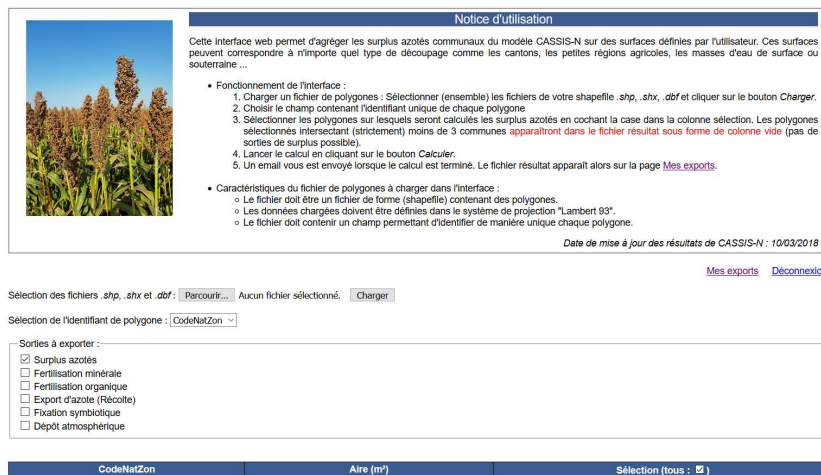 Notice d'utilisation
Cette interface web permet d'agréger les surplus azotés communaux du modèle CASSIS-N sur des surfaces définies par l'utilisateur. Ces surfaces
peuvent correspondre à n'importe quel type de découpage comme les cantons, les petites régions agricoles, les masses d'eau de surface ou
souterraine ...
• Fonctionnement de l'interface :
1. Charger un fichier de polygones : Sélectionner (ensemble) les fichiers de votre shapefile .shp, .shx, .dbf et cliquer sur le bouton Charger.
2. Choisir le champ contenant l'identifiant unique de chaque polygone
3. Sélectionner les polygones sur lesquels seront calculés les surplus azotés en cochant la case dans la colonne sélection. Les polygones
sélectionnés intersectant (strictement) moins de 3 communes apparaîtront dans le fichier résultat sous forme de colonne vide (pas de
sorties de surplus possible).
4. Lancer le calcul en cliquant sur le bouton Calculer.
5. Un email vous est envoyé lorsque le calcul est terminé. Le fichier résultat apparaît alors sur la page Mes exports.
• Caractéristiques du fichier de polygones à charger dans l'interface :
○ Le fichier doit être un fichier de forme (shapefile) contenant des polygones.
○ Les données chargées doivent être définies dans le système de projection "Lambert 93".
○ Le fichier doit contenir un champ permettant d'identifier de manière unique chaque polygone.
Date de mise à jour des résultats de CASSIS-N : 10/03/2018
Mes exports Déconnexio
Sélection des fichiers .shp, .shx et .dbf : Parcourir... Aucun fichier sélectionné. Charger
Sélection de l'identifiant de polygone : CodeNatZon
Sorties à exporter :
Surplus azotés
Fertilisation minérale
Fertilisation organique
Export d'azote (Récolte)
Fixation symbiotique
Dépôt atmosphérique
CodeNatZon Aire (m²) Sélection (tous : )